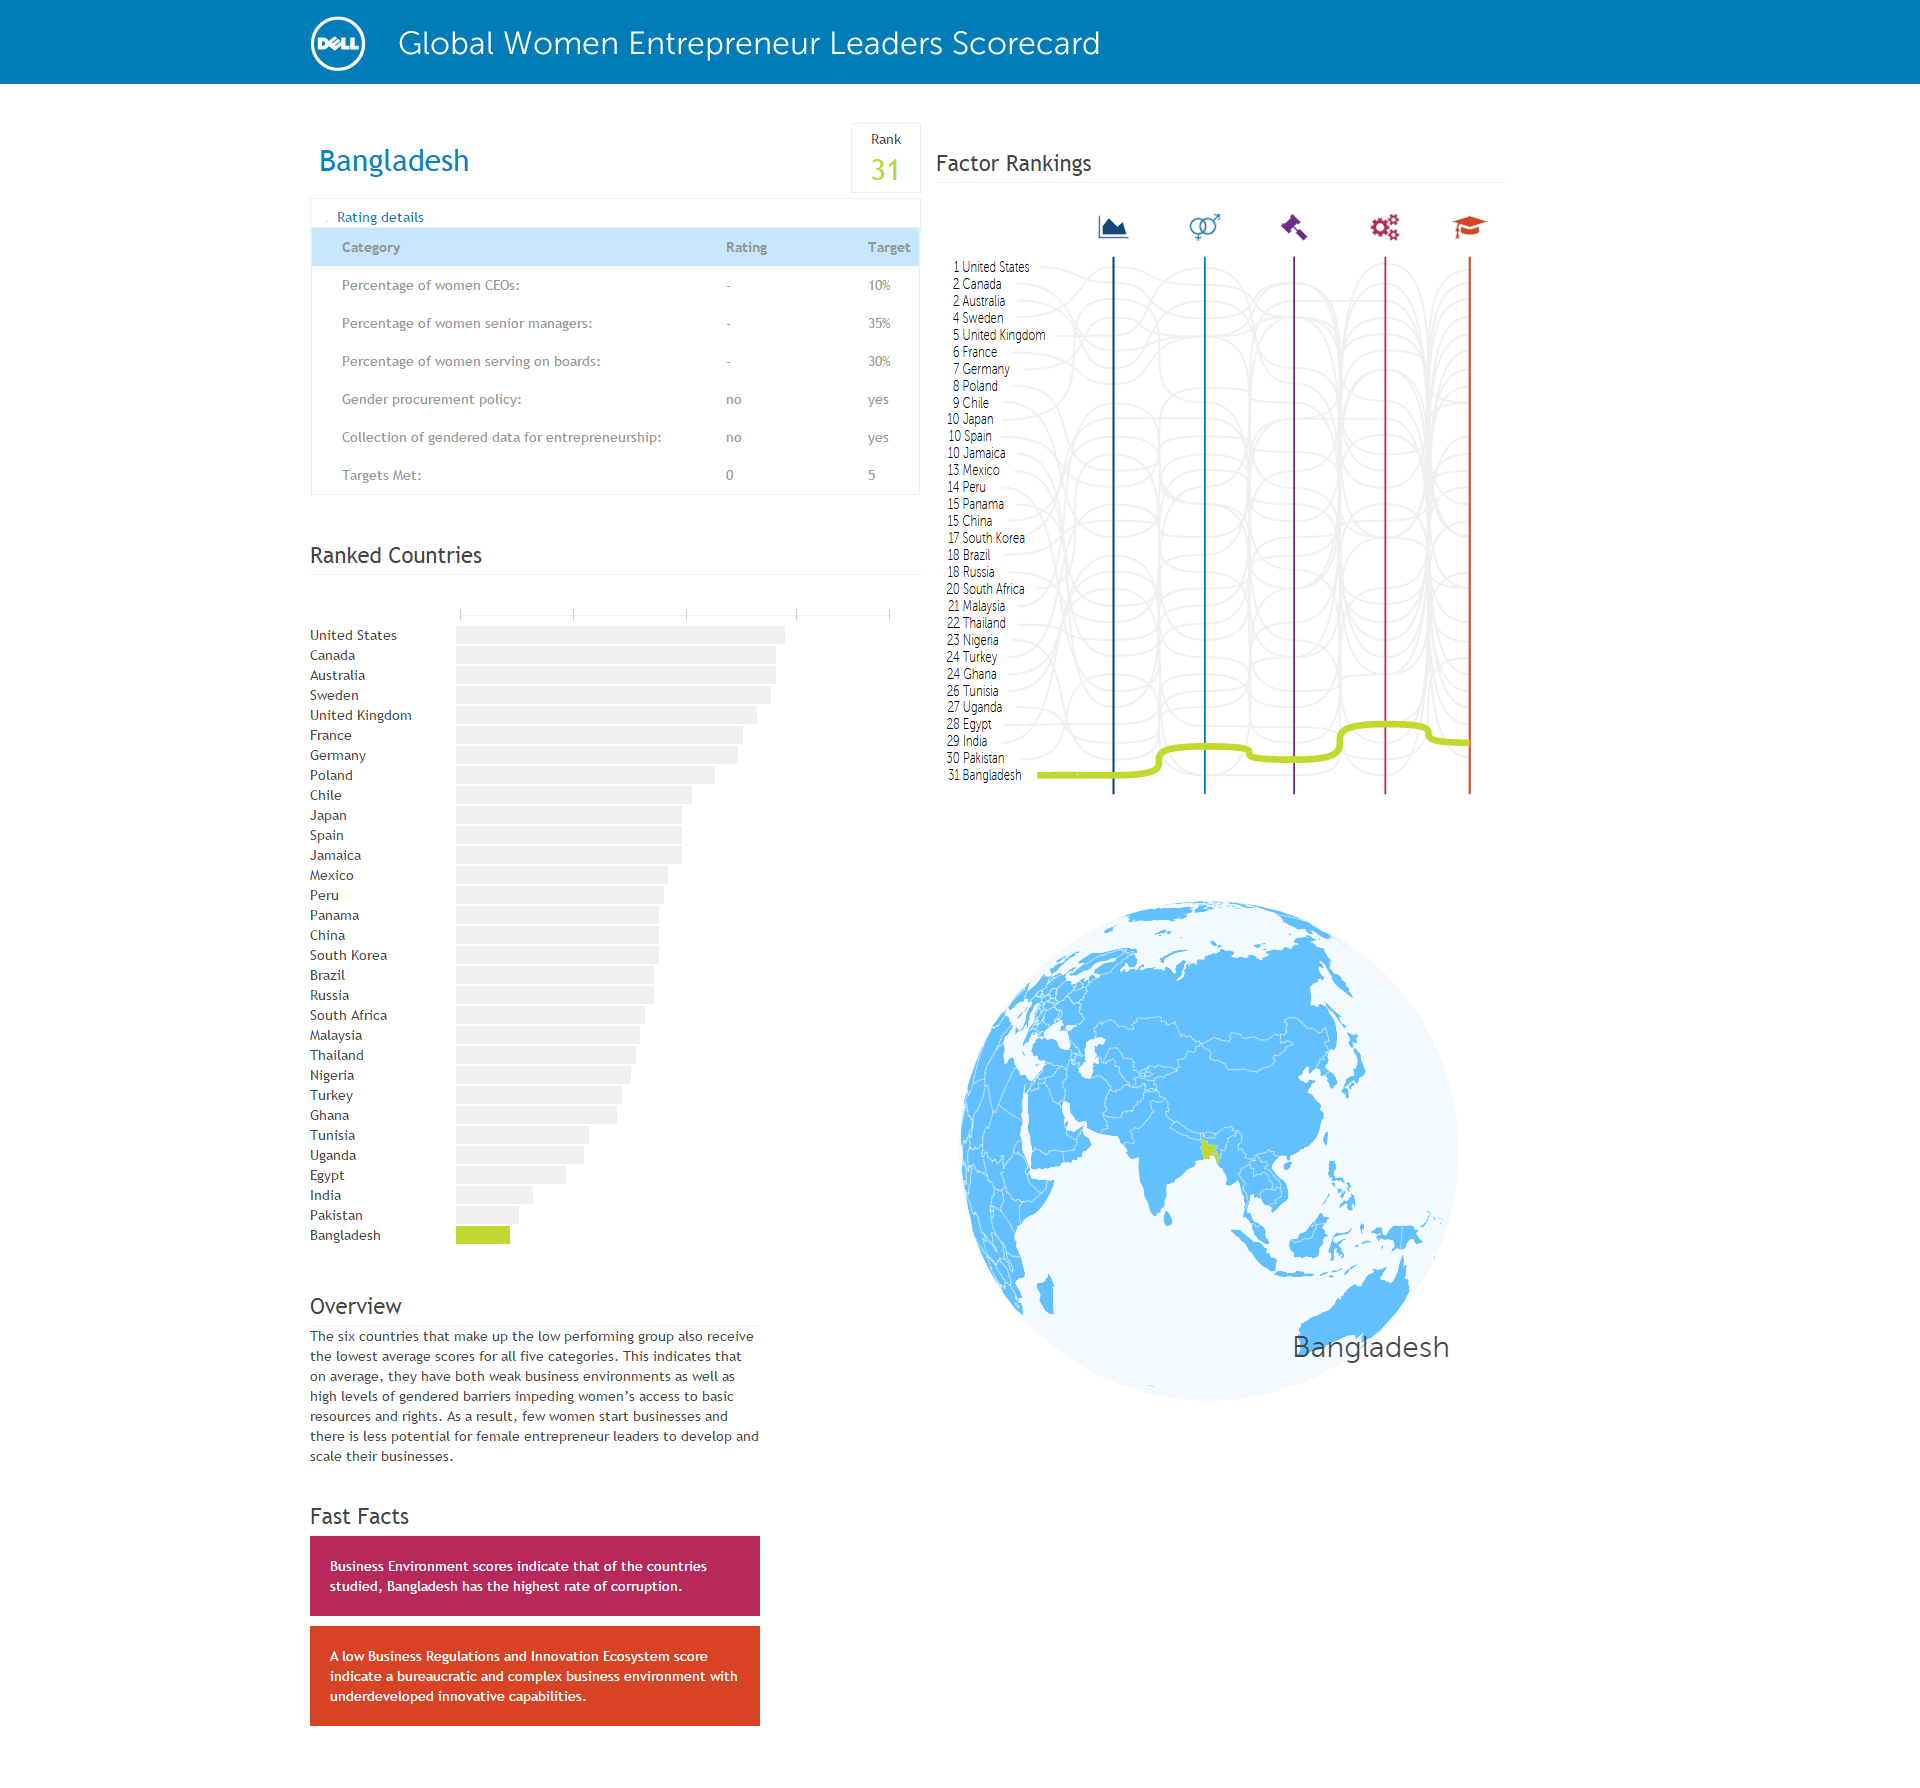 DELL
Global Women Entrepreneur Leaders Scorecard
Bangladesh
Rank
31
Rating details
Category Rating Target
Percentage of women CEOs: - 10%
Percentage of women senior managers: - 35%
Percentage of women serving on boards: - 30%
Gender procurement policy: no yes
Collection of gendered data for entrepreneurship: no yes
Targets Met: 0 5
Ranked Countries
United States
Canada
Australia
Sweden
United Kingdom
France
Germany
Poland
Chile
Japan
Spain
Jamaica
Mexico
Peru
Panama
China
South Korea
Brazil
Russia
South Africa
Malaysia
Thailand
Nigeria
Turkey
Ghana
Tunisia
Uganda
Egypt
India
Pakistan
Bangladesh
Overview
The six countries that make up the low performing group also receive
the lowest average scores for all five categories. This indicates that
on average, they have both weak business environments as well as
high levels of gendered barriers impeding women’s access to basic
resources and rights. As a result, few women start businesses and
there is less potential for female entrepreneur leaders to develop and
scale their businesses.
Fast Facts
Business Environment scores indicate that of the countries
studied, Bangladesh has the highest rate of corruption.
A low Business Regulations and Innovation Ecosystem score
indicate a bureaucratic and complex business environment with
underdeveloped innovative capabilities.
Factor Rankings
1 United States
2 Canada
2 Australia
4 Sweden
5 United Kingdom
6 France
7 Germany
8 Poland
9 Chile
10 Japan
10 Spain
10 Jamaica
13 Mexico
14 Peru
15 Panama
15 China
17 South Korea
18 Brazil
18 Russia
20 South Africa
21 Malaysia
22 Thailand
23 Nigeria
24 Turkey
24 Ghana
26 Tunisia
27 Uganda
28 Egypt
29 India
30 Pakistan
31 Bangladesh
Bangladesh